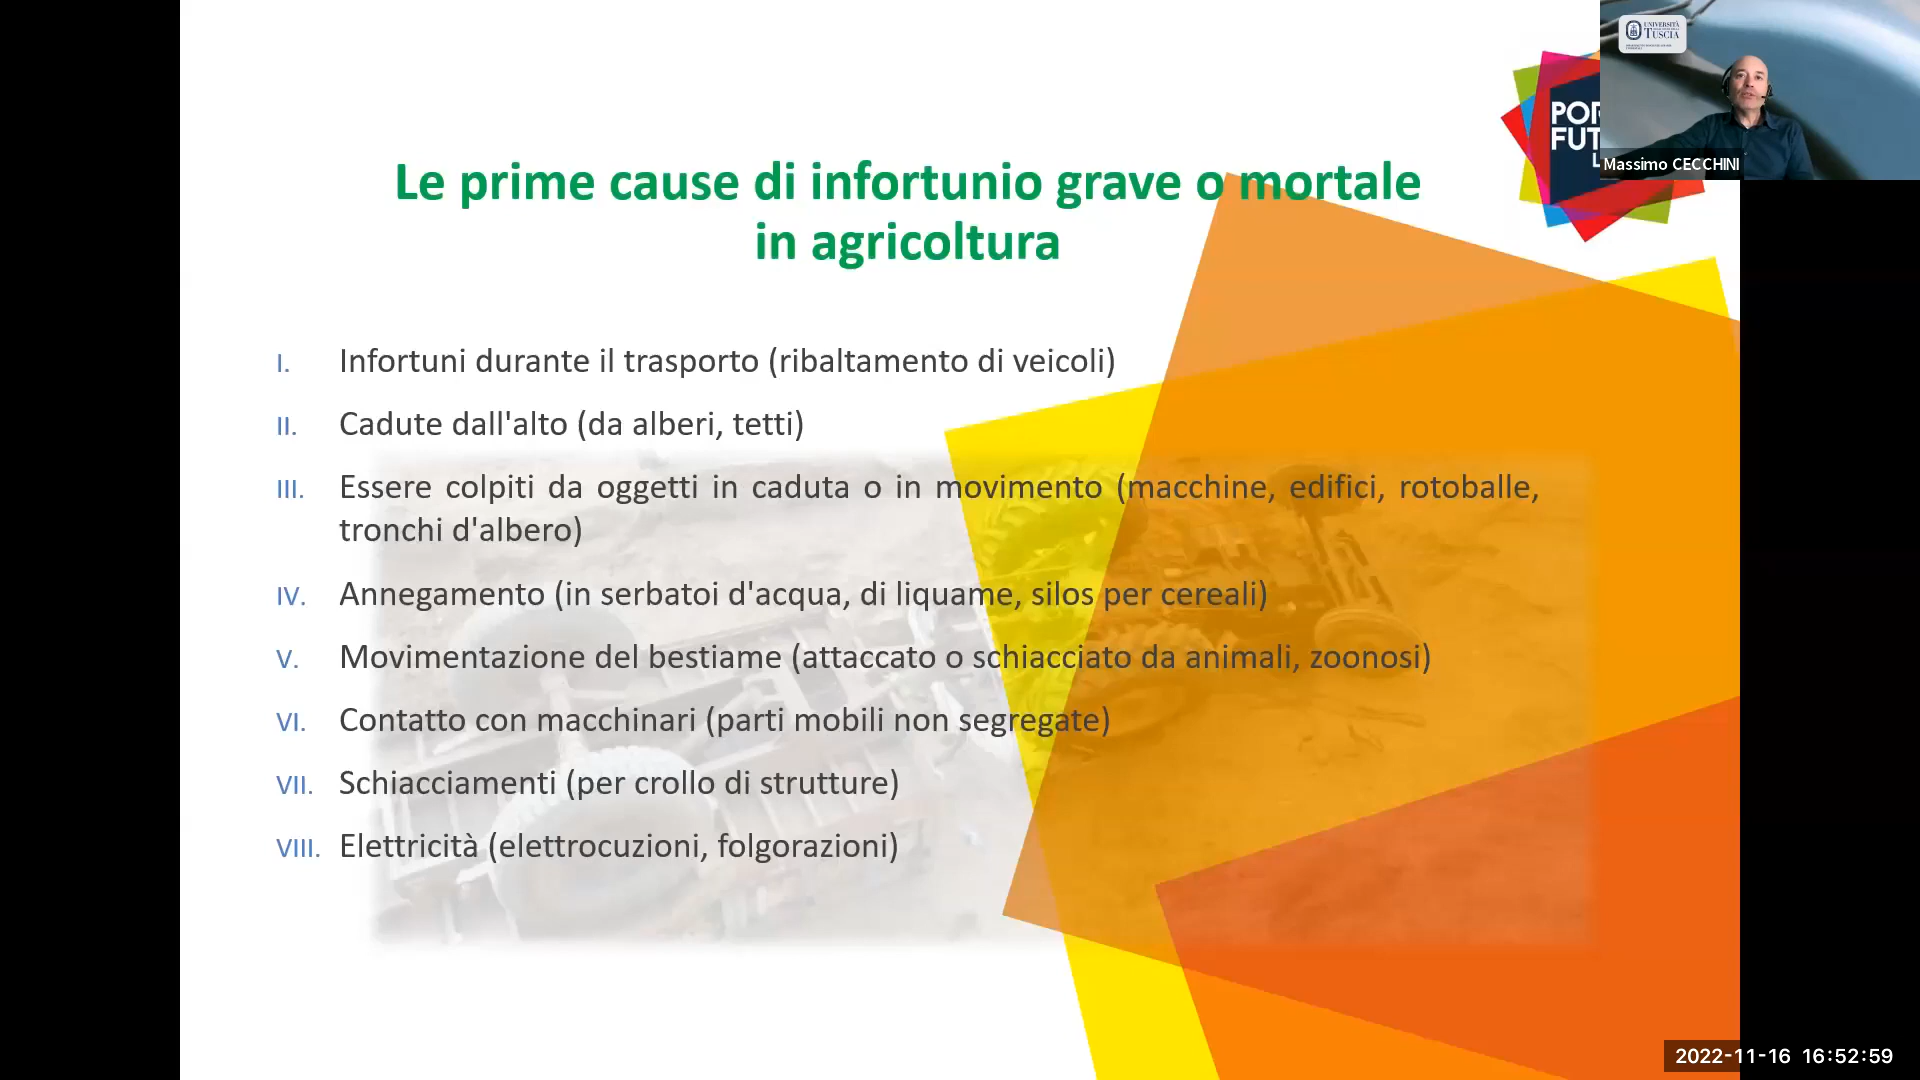 UNIVERSITÀ
TUSCIA
POR
FUT
L
Massimo CECCHINI
Le prime cause di infortunio grave o mortale
in agricoltura
I. Infortuni durante il trasporto (ribaltamento di veicoli)
II. Cadute dall'alto (da alberi, tetti)
III. Essere colpiti da oggetti in caduta o in movimento (macchine, edifici, rotoballe,
tronchi d'albero)
IV. Annegamento (in serbatoi d'acqua, di liquame, silos per cereali)
V. Movimentazione del bestiame (attaccato o schiacciato da animali, zoonosi)
VI. Contatto con macchinari (parti mobili non segregate)
VII. Schiacciamenti (per crollo di strutture)
VIII. Elettricità (elettrocuzioni, folgorazioni)
2022-11-16 16:52:59